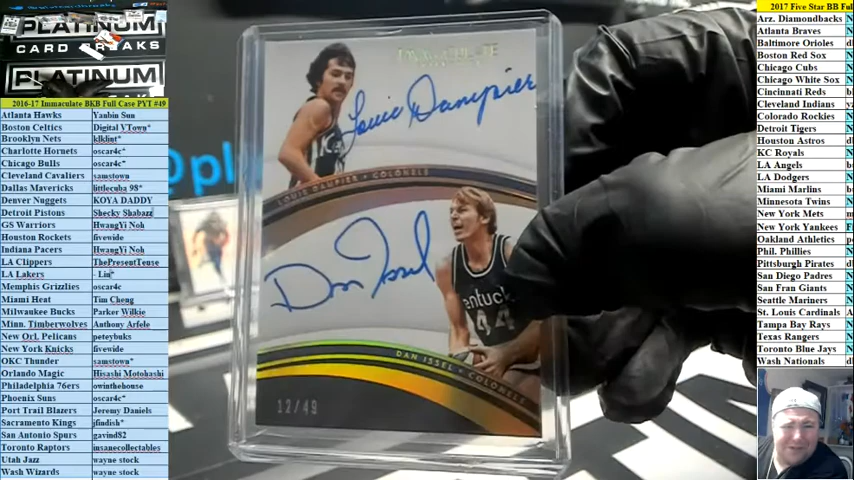 PLATINUM
CARD BREAKS
PLATINUM
2016-17 Immaculate BKB Full Case PYT #49
Atlanta Hawks Yanbin Sun
Boston Celtics Digital VTown*
Brooklyn Nets klklint*
Charlotte Hornets oscar4c*
Chicago Bulls oscar4c*
Cleveland Cavaliers samstown
Dallas Mavericks littlecuba 98*
Denver Nuggets KOYA DADDY
Detroit Pistons Shecky Shabazz
GS Warriors HwangYi Noh
Houston Rockets fivewide
Indiana Pacers HwangYi Noh
LA Clippers ThePresentTense
LA Lakers - Lin*
Memphis Grizzlies oscar4c
Miami Heat Tim Cheng
Milwaukee Bucks Parker Wilkie
Minn. Timberwolves Anthony Arfele
New Orl. Pelicans peteybuks
New York Knicks fivewide
OKC Thunder samstown*
Orlando Magic Hisashi Motohashi
Philadelphia 76ers owinthehouse
Phoenix Suns oscar4c*
Port Trail Blazers Jeremy Daniels
Sacramento Kings jfindish*
San Antonio Spurs gavind82
Toronto Raptors insanecollectables
Utah Jazz wayne stock
Wash Wizards wayne stock
@pl
IMMACULATE
Louie Dampier
LOUIE DAMPIER • COLONELS
Don Issel
entuck
44
DAN ISSEL • COLONELS
12/49
2017 Five Star BB Full
Arz. Diamondbacks
Atlanta Braves
Baltimore Orioles
Boston Red Sox
Chicago Cubs
Chicago White Sox
Cincinnati Reds
Cleveland Indians
Colorado Rockies
Detroit Tigers
Houston Astros
KC Royals
LA Angels
LA Dodgers
Miami Marlins
Minnesota Twins
New York Mets
New York Yankees
Oakland Athletics
Phil. Phillies
Pittsburgh Pirates
San Diego Padres
San Fran Giants
Seattle Mariners
St. Louis Cardinals
Tampa Bay Rays
Texas Rangers
Toronto Blue Jays
Wash Nationals